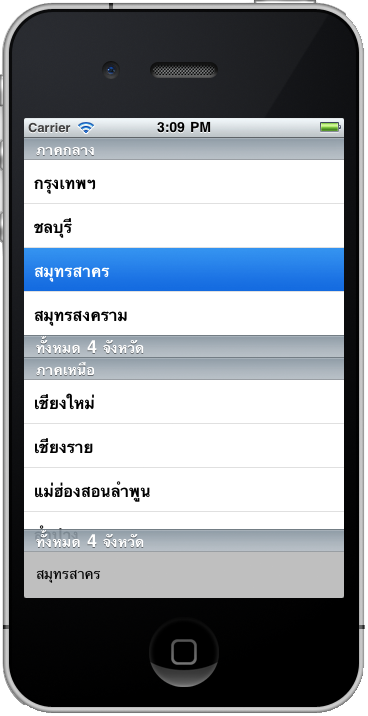 Carrier 3:09 PM
ภาคกลาง
กรุงเทพฯ
ชลบุรี
สมุทรสาคร
สมุทรสงคราม
ทั้งหมด 4 จังหวัด
ภาคเหนือ
เชียงใหม่
เชียงราย
แม่ฮ่องสอนลำพูน
ทั้งหมด 4 จังหวัด
สมุทรสาคร